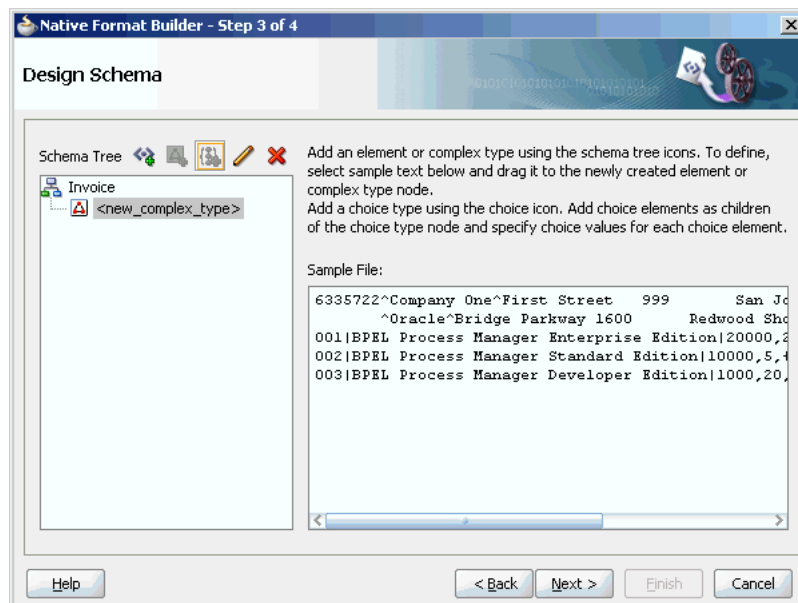 Native Format Builder - Step 3 of 4
Design Schema
Schema Tree
Invoice
<new_complex_type>
Add an element or complex type using the schema tree icons. To define,
select sample text below and drag it to the newly created element or
complex type node.
Add a choice type using the choice icon. Add choice elements as children
of the choice type node and specify choice values for each choice element.
Sample File:
6335722^Company One^First Street 999 San Jo
^Oracle^Bridge Parkway 1600 Redwood Sho
001|BPEL Process Manager Enterprise Edition|20000,2
002|BPEL Process Manager Standard Edition|10000,5,+
003|BPEL Process Manager Developer Edition|1000,20,
Help
< Back
Next >
Finish
Cancel